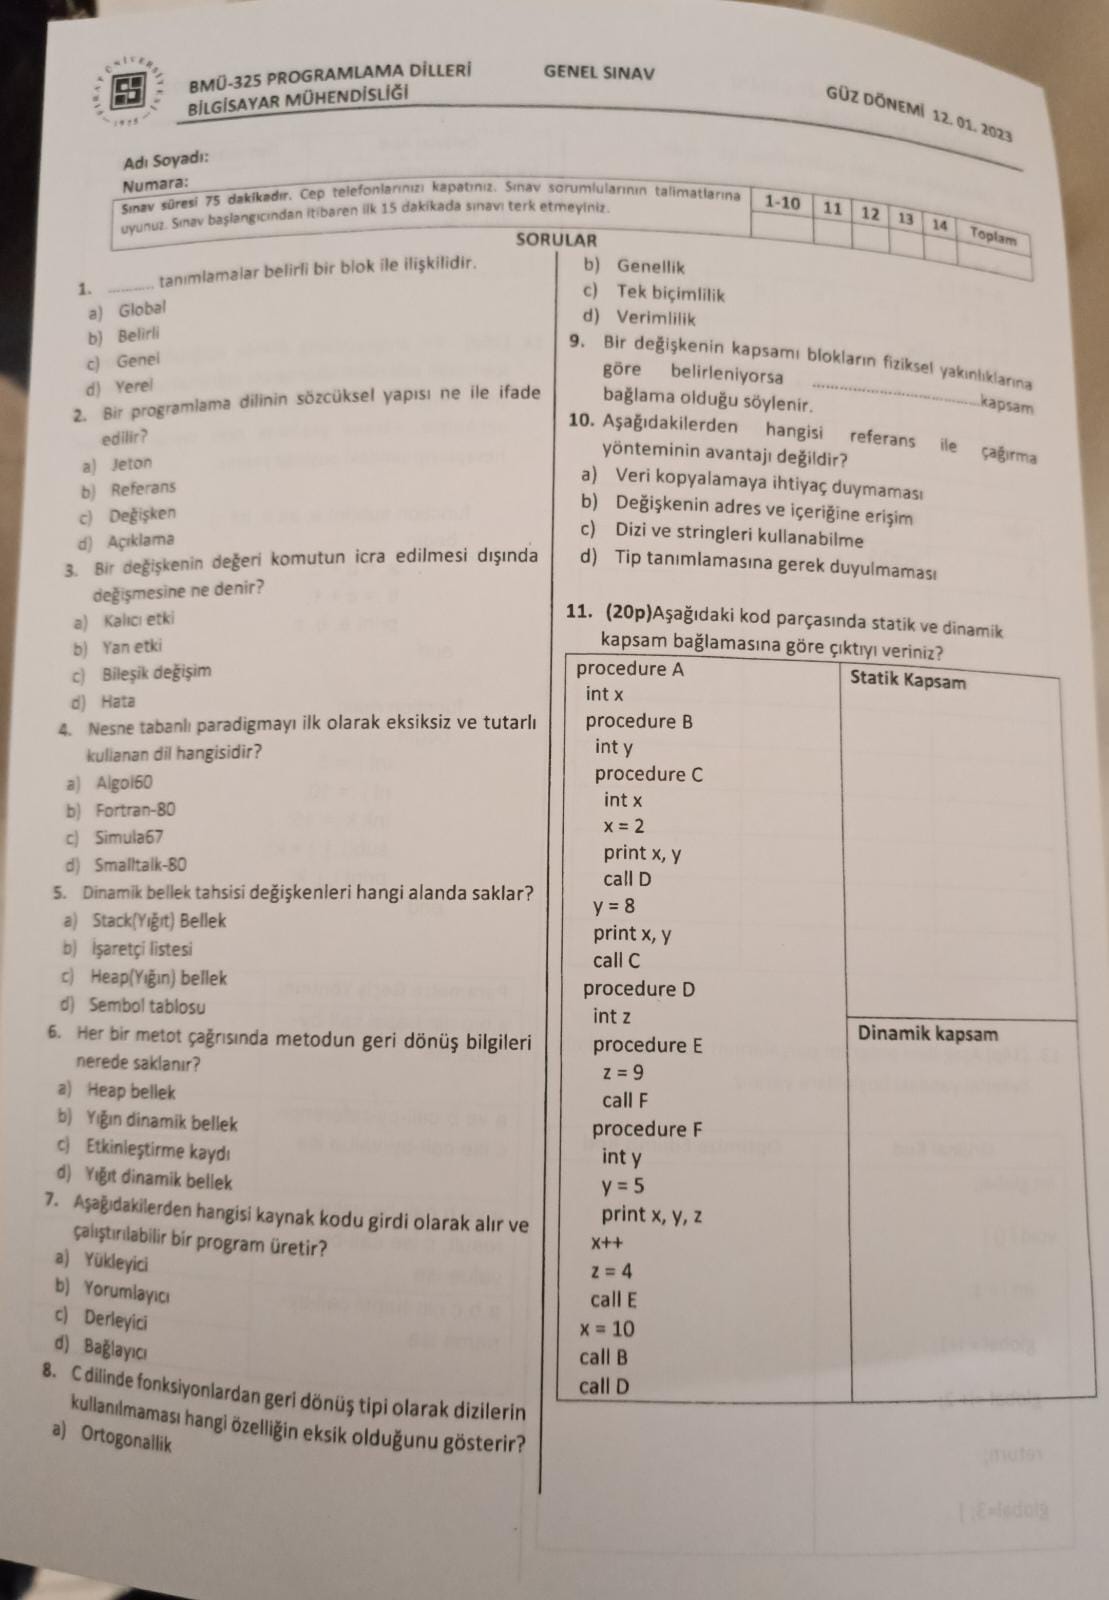 FIRAT ÜNİVERSİTESİ
1975
BMÜ-325 PROGRAMLAMA DİLLERİ
BİLGİSAYAR MÜHENDİSLİĞİ
GENEL SINAV
GÜZ DÖNEMİ 12. 01. 2023
Adı Soyadı:
Numara:
Sınav süresi 75 dakikadır. Cep telefonlarınızı kapatınız. Sınav sorumlularının talimatlarına
uyunuz. Sınav başlangıcından itibaren ilk 15 dakikada sınavı terk etmeyiniz.
1-10 11 12 13 14 Toplam
SORULAR
1. ........... tanımlamalar belirli bir blok ile ilişkilidir.
a) Global
b) Belirli
c) Genel
d) Yerel
2. Bir programlama dilinin sözcüksel yapısı ne ile ifade
edilir?
a) Jeton
b) Referans
c) Değişken
d) Açıklama
3. Bir değişkenin değeri komutun icra edilmesi dışında
değişmesine ne denir?
a) Kalıcı etki
b) Yan etki
c) Bileşik değişim
d) Hata
4. Nesne tabanlı paradigmayı ilk olarak eksiksiz ve tutarlı
kullanan dil hangisidir?
a) Algol60
b) Fortran-80
c) Simula67
d) Smalltalk-80
5. Dinamik bellek tahsisi değişkenleri hangi alanda saklar?
a) Stack(Yığıt) Bellek
b) İşaretçi listesi
c) Heap(Yığın) bellek
d) Sembol tablosu
6. Her bir metot çağrısında metodun geri dönüş bilgileri
nerede saklanır?
a) Heap bellek
b) Yığın dinamik bellek
c) Etkinleştirme kaydı
d) Yığıt dinamik bellek
7. Aşağıdakilerden hangisi kaynak kodu girdi olarak alır ve
çalıştırılabilir bir program üretir?
a) Yükleyici
b) Yorumlayıcı
c) Derleyici
d) Bağlayıcı
8. C dilinde fonksiyonlardan geri dönüş tipi olarak dizilerin
kullanılmaması hangi özelliğin eksik olduğunu gösterir?
a) Ortogonallik
b) Genellik
c) Tek biçimlilik
d) Verimlilik
9. Bir değişkenin kapsamı blokların fiziksel yakınlıklarına
göre belirleniyorsa ........................................kapsam
bağlama olduğu söylenir.
10. Aşağıdakilerden hangisi referans ile çağırma
yönteminin avantajı değildir?
a) Veri kopyalamaya ihtiyaç duymaması
b) Değişkenin adres ve içeriğine erişim
c) Dizi ve stringleri kullanabilme
d) Tip tanımlamasına gerek duyulmaması
11. (20p)Aşağıdaki kod parçasında statik ve dinamik
kapsam bağlamasına göre çıktıyı veriniz?
procedure A
int x
procedure B
int y
procedure C
int x
x = 2
print x, y
call D
y = 8
print x, y
call C
procedure D
int z
procedure E
z = 9
call F
procedure F
int y
y = 5
print x, y, z
x++
z = 4
call E
x = 10
call B
call D
Statik Kapsam
Dinamik kapsam